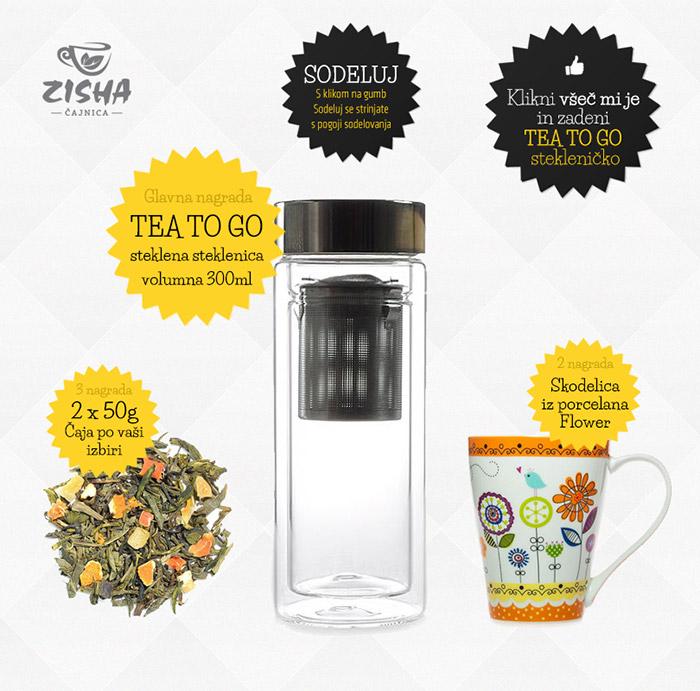 ZISHA
ČAJNICA
SODELUJ
S klikom na gumb
Sodeluj se strinjate
s pogoji sodelovanja
Klikni všeč mi je
in zadeni
TEA TO GO
stekleničko
Glavna nagrada
TEA TO GO
steklena steklenica
volumna 300ml
3 nagrada
2 x 50g
Čaja po vaši
izbiri
2 nagrada
Skodelica
iz porcelana
Flower